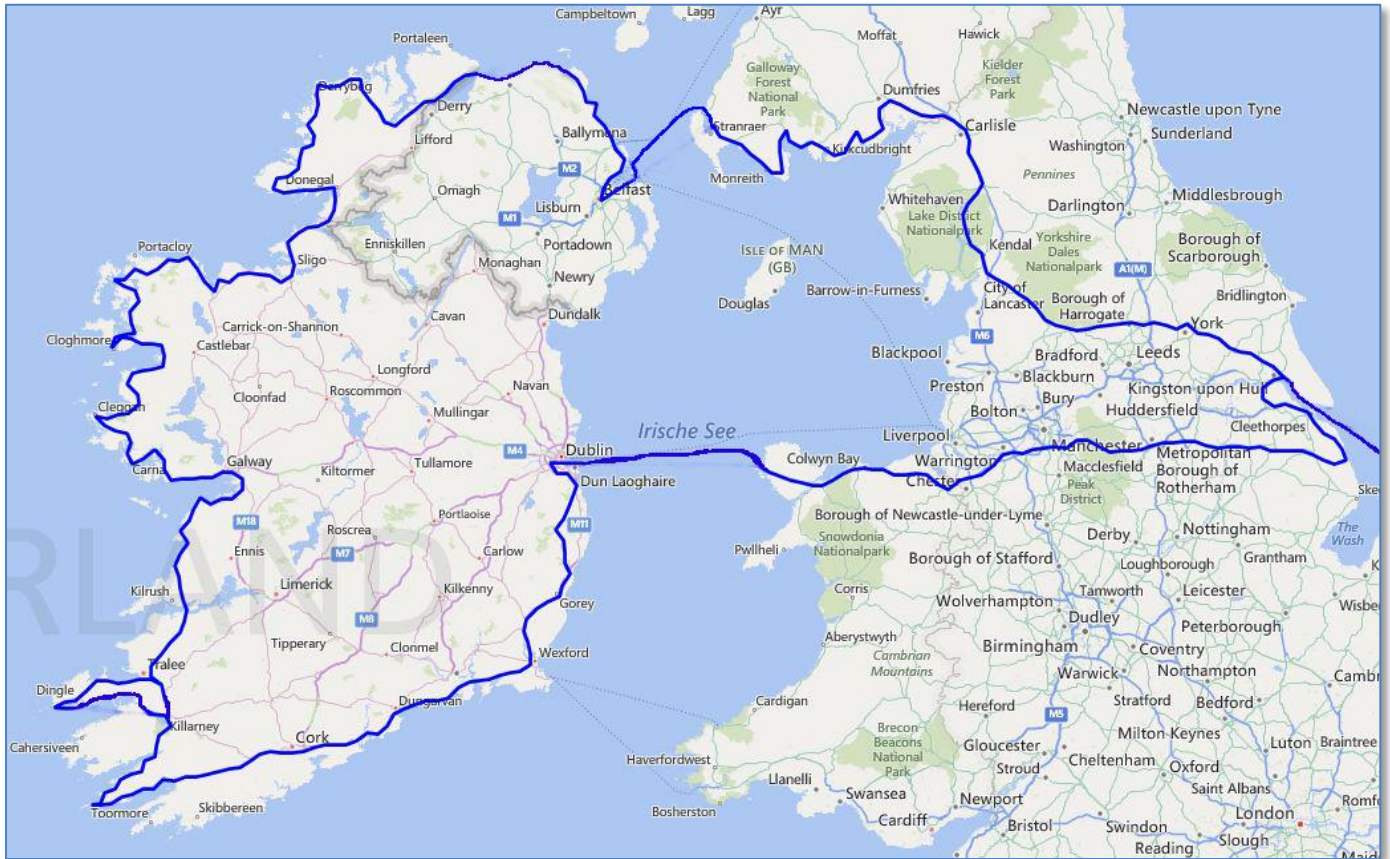 Campbeltown
Lagg
Ayr
Portaleen
Moffat
Hawick
Galloway
Forest
National
Park
Kielder
Forest
Park
Derrybeg
Derry
Dumfries
Newcastle upon Tyne
Stranraer
Carlisle
Sunderland
Lifford
Ballymena
Kirkcudbright
Washington
M2
Monreith
Pennines
Donegal
Omagh
Belfast
Whitehaven
Lake District
Nationalpark
Darlington
Middlesbrough
Lisburn
M1
Enniskillen
Portadown
Kendal
Yorkshire
Dales
Nationalpark
Borough of
Scarborough
Portacloy
Sligo
Monaghan
Newry
ISLE OF MAN
(GB)
Douglas
Barrow-in-Furness
A1(M)
City of
Lancaster
Borough of
Harrogate
Bridlington
Cavan
Dundalk
Carrick-on-Shannon
York
Cloghmore
Castlebar
M6
Blackpool
Bradford
Leeds
Longford
Preston
Blackburn
Kingston upon Hull
Cloonfad
Roscommon
Navan
Bury
Bolton
Huddersfield
Cleggan
Mullingar
Irische See
Cleethorpes
Liverpool
Manchester
Carna
Galway
M4
Dublin
Colwyn Bay
Warrington
Metropolitan
Borough of
Rotherham
Kiltormer
Tullamore
Dun Laoghaire
Chester
Macclesfield
Peak
District
Ske
M18
Roscrea
Portlaoise
M11
Borough of Newcastle-under-Lyme
Nottingham
The
Wash
Ennis
M7
Carlow
Pwllheli
Snowdonia
Nationalpark
Derby
Borough of Stafford
Grantham
Loughborough
RLAND
Kilrush
Limerick
Kilkenny
Gorey
Corris
Tamworth
Leicester
Wisbe
Wolverhampton
M8
Dudley
Peterborough
Tipperary
Clonmel
Aberystwyth
Birmingham
Coventry
Wexford
Cambrian
Mountains
Tralee
Warwick
Northampton
Cambr
Dingle
Dungarvan
Cardigan
Hereford
Stratford
Bedford
Killarney
M5
Cahersiveen
Cork
Brecon
Beacons
National
Park
Milton Keynes
Gloucester
Cheltenham
Luton
Braintree
Haverfordwest
Stroud
Oxford
Llanelli
Saint Albans
Toormore
Skibbereen
Swansea
Newport
Romfo
Bosherston
London
Cardiff
Bristol
Swindon
Slough
Reading
Maid